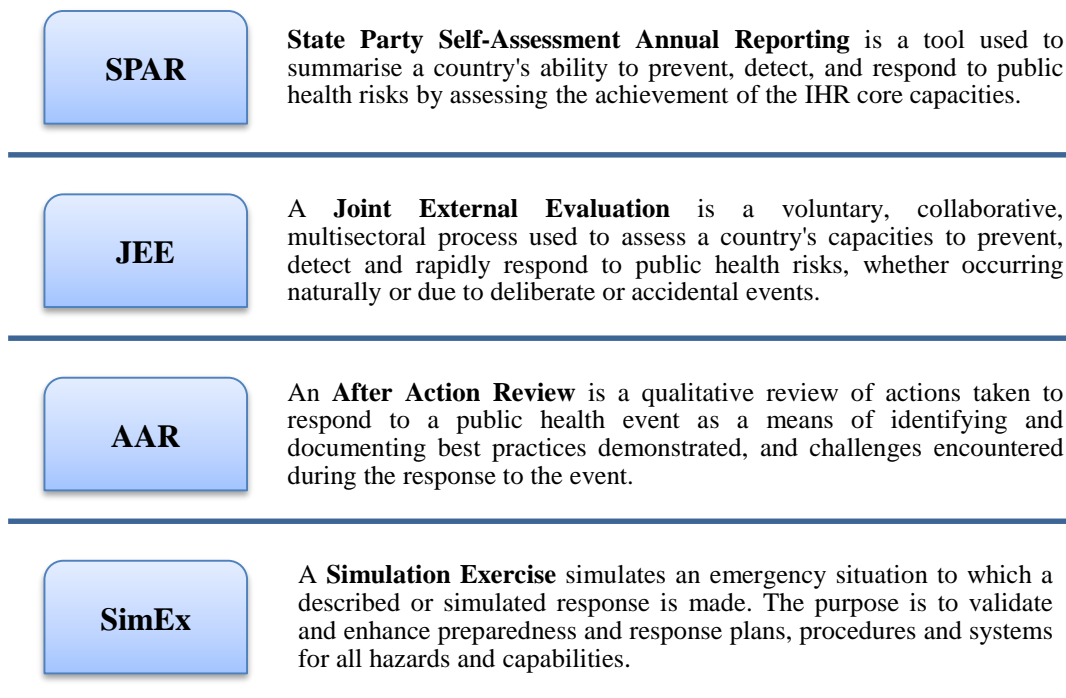 SPAR
State Party Self-Assessment Annual Reporting is a tool used to
summarise a country's ability to prevent, detect, and respond to public
health risks by assessing the achievement of the IHR core capacities.
JEE
A Joint External Evaluation is a voluntary, collaborative,
multisectoral process used to assess a country's capacities to prevent,
detect and rapidly respond to public health risks, whether occurring
naturally or due to deliberate or accidental events.
AAR
An After Action Review is a qualitative review of actions taken to
respond to a public health event as a means of identifying and
documenting best practices demonstrated, and challenges encountered
during the response to the event.
SimEx
A Simulation Exercise simulates an emergency situation to which a
described or simulated response is made. The purpose is to validate
and enhance preparedness and response plans, procedures and systems
for all hazards and capabilities.